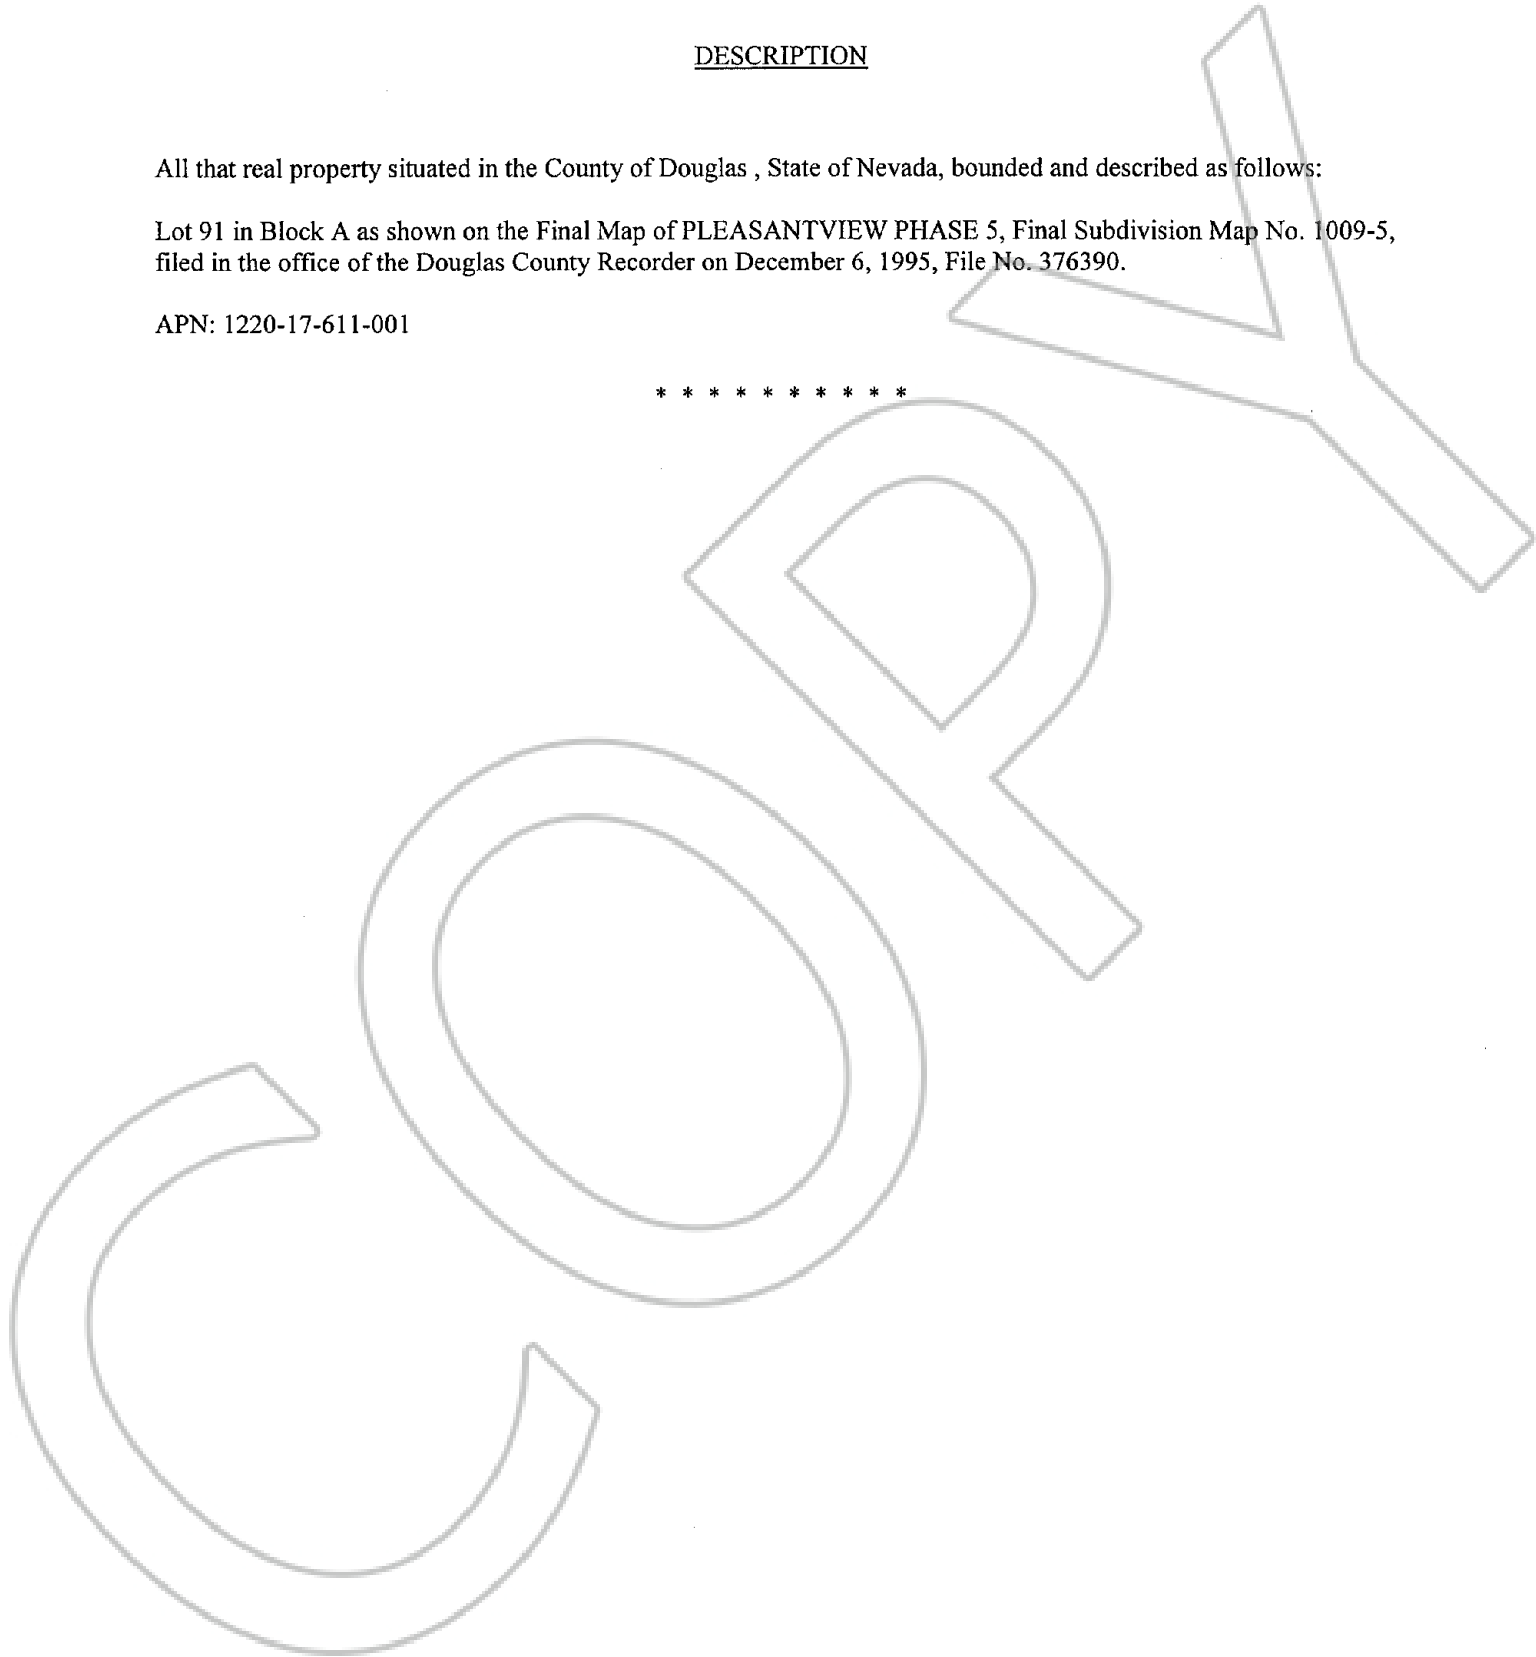 DESCRIPTION
All that real property situated in the County of Douglas , State of Nevada, bounded and described as follows:
Lot 91 in Block A as shown on the Final Map of PLEASANTVIEW PHASE 5, Final Subdivision Map No. 1009-5,
filed in the office of the Douglas County Recorder on December 6, 1995, File No. 376390.
APN: 1220-17-611-001
* * * * * * * * * *
COPY